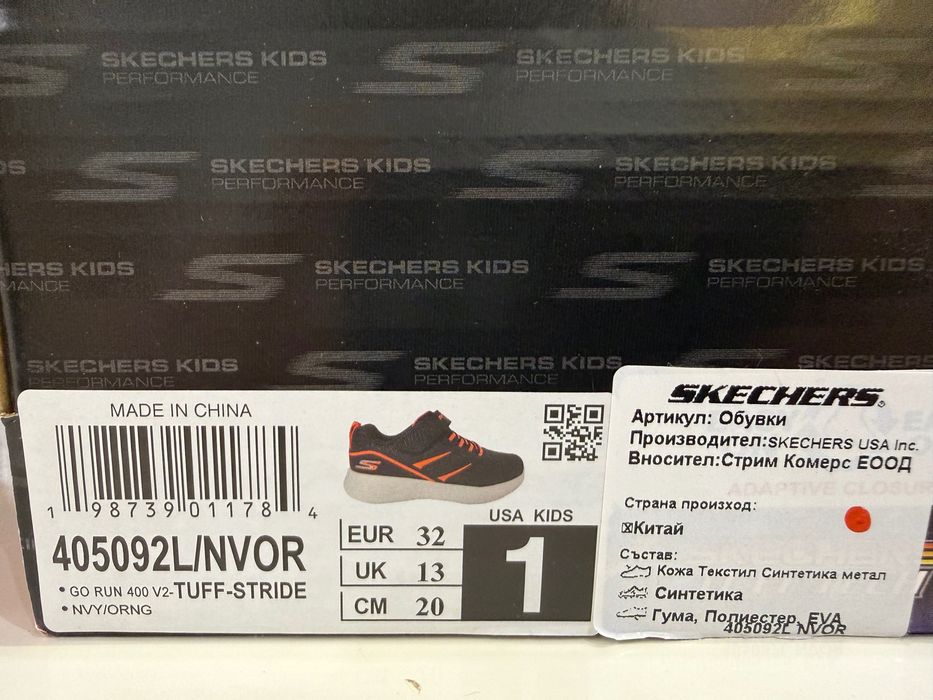 SKECHERS KIDS
PERFORMANCE
SKECHERS KIDS
PERFORMANCE
SKECHERS KIDS
PERFORMANCE
SKECHERS KIDS
PERFORMANCE
HERS KIDS
MANCE
SKECHERS KIDS
PERFORMANCE
SKECHERS KIDS
PERFORMANCE
SKECHERS KIDS
PERFORMANCE
SKECHERS KIDS
PERFORMANCE
SKECHERS
MADE IN CHINA
1 98739 01178 4
405092L/NVOR
• GO RUN 400 V2-TUFF-STRIDE
• NVY/ORNG
EUR 32
UK 13
CM 20
USA KIDS
1
SKECHERS®
Артикул: Обувки
Производител:SKECHERS USA Inc.
Вносител:Стрим Комерс ЕООД
ADAPTIVE CLOSUR
Страна произход:
☒Китай
Състав:
Кожа Текстил Синтетика метал
Синтетика
Гума, Полиестер, EVA
405092L NVOR